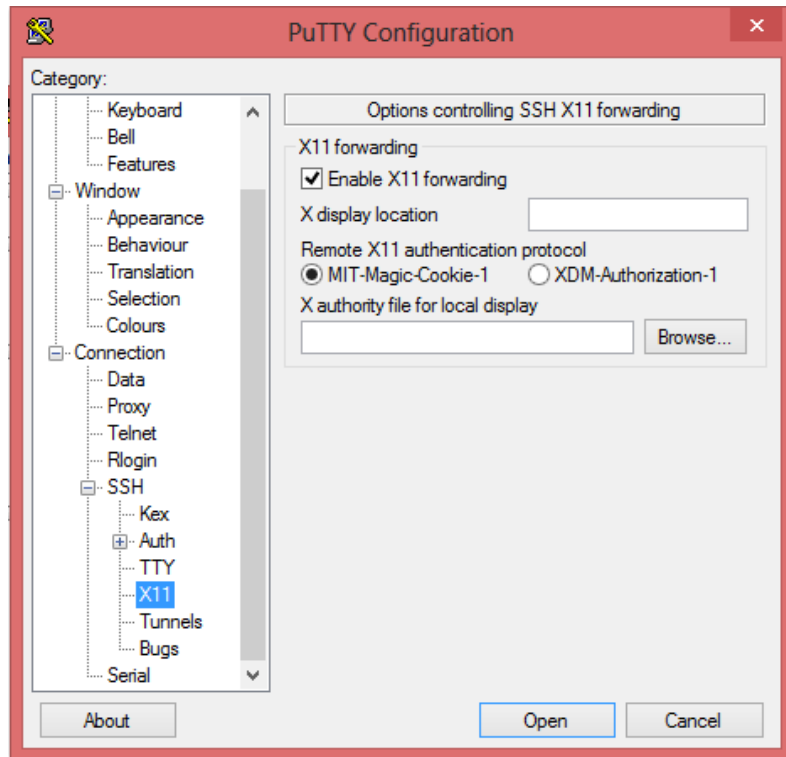 PuTTY Configuration
Category:
Keyboard
Bell
Features
Window
Appearance
Behaviour
Translation
Selection
Colours
Connection
Data
Proxy
Telnet
Rlogin
SSH
Kex
Auth
TTY
X11
Tunnels
Bugs
Serial
Options controlling SSH X11 forwarding
X11 forwarding
Enable X11 forwarding
X display location
Remote X11 authentication protocol
MIT-Magic-Cookie-1 XDM-Authorization-1
X authority file for local display
Browse...
About Open Cancel